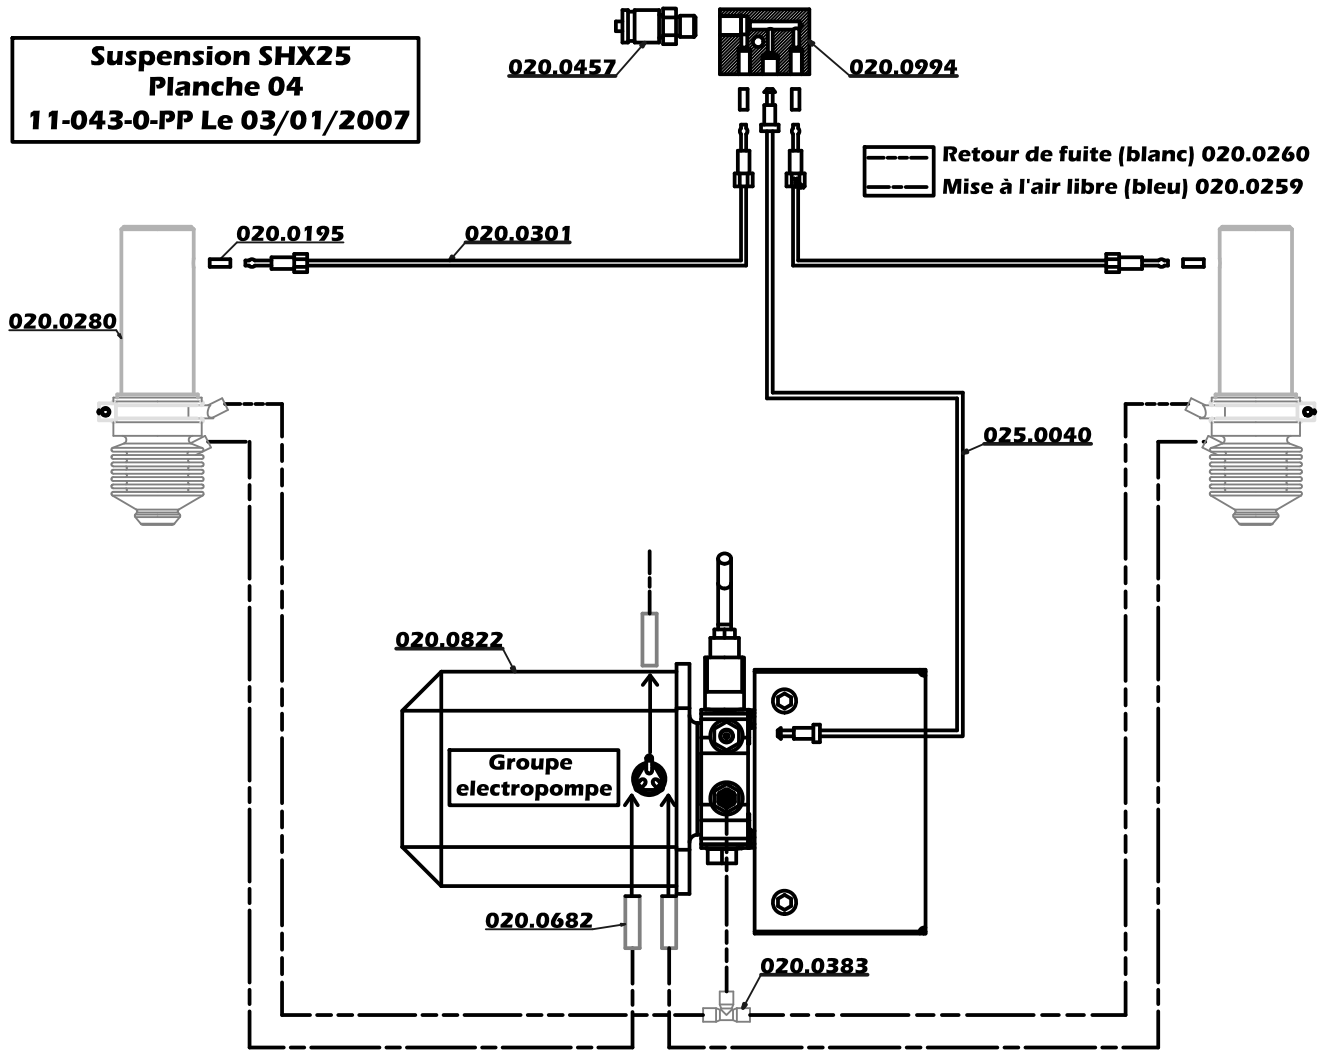 Suspension SHX25
Planche 04
11-043-0-PP Le 03/01/2007
020.0457
020.0994
Retour de fuite (blanc) 020.0260
Mise à l'air libre (bleu) 020.0259
020.0195
020.0301
020.0280
025.0040
020.0822
Groupe
electropompe
020.0682
020.0383